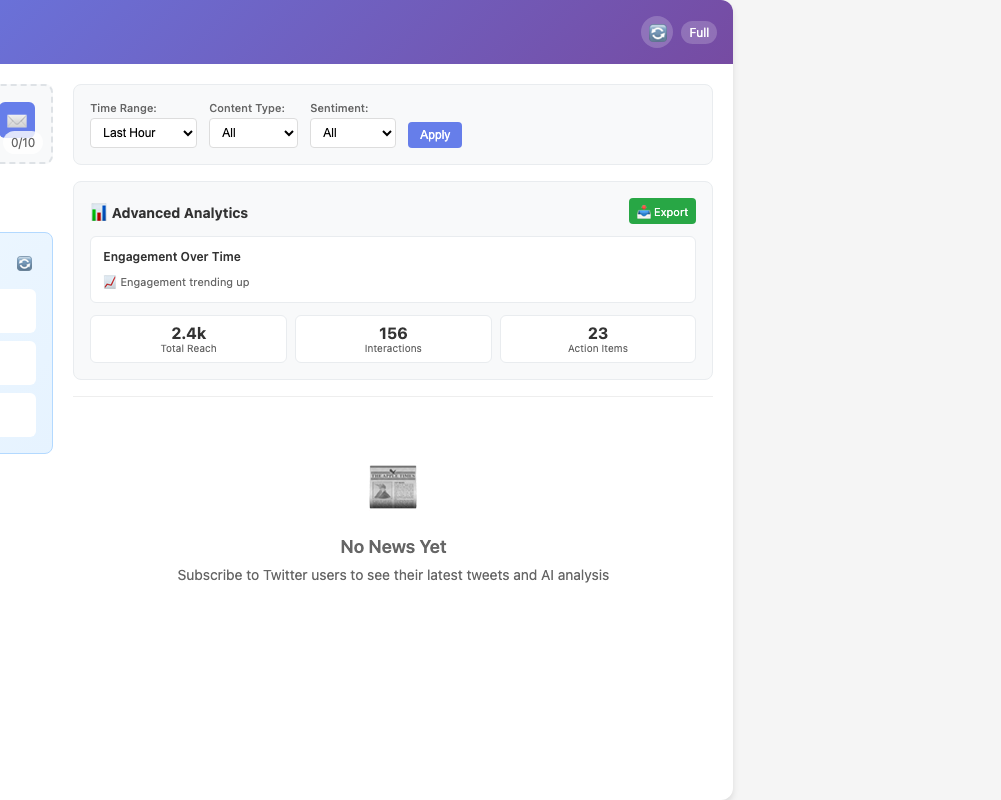 Full
0/10
Time Range:
Content Type:
Sentiment:
Last Hour
All
All
Apply
Advanced Analytics
Export
Engagement Over Time
Engagement trending up
2.4k
156
23
Total Reach
Interactions
Action Items
No News Yet
Subscribe to Twitter users to see their latest tweets and AI analysis